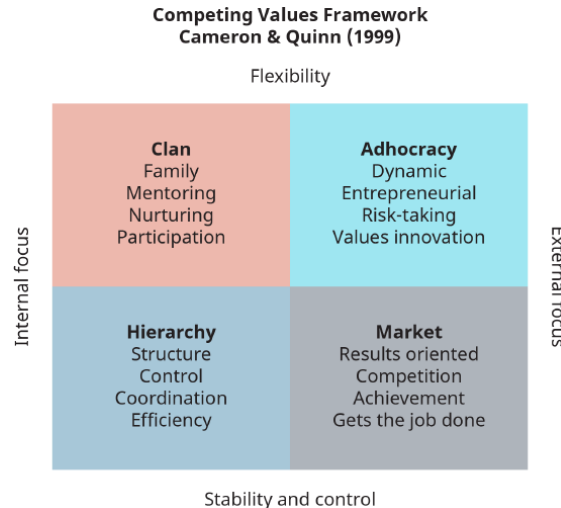 Competing Values Framework
Cameron & Quinn (1999)
Flexibility
Internal focus
Clan
Family
Mentoring
Nurturing
Participation
Adhocracy
Dynamic
Entrepreneurial
Risk-taking
Values innovation
External focus
Hierarchy
Structure
Control
Coordination
Efficiency
Market
Results oriented
Competition
Achievement
Gets the job done
Stability and control